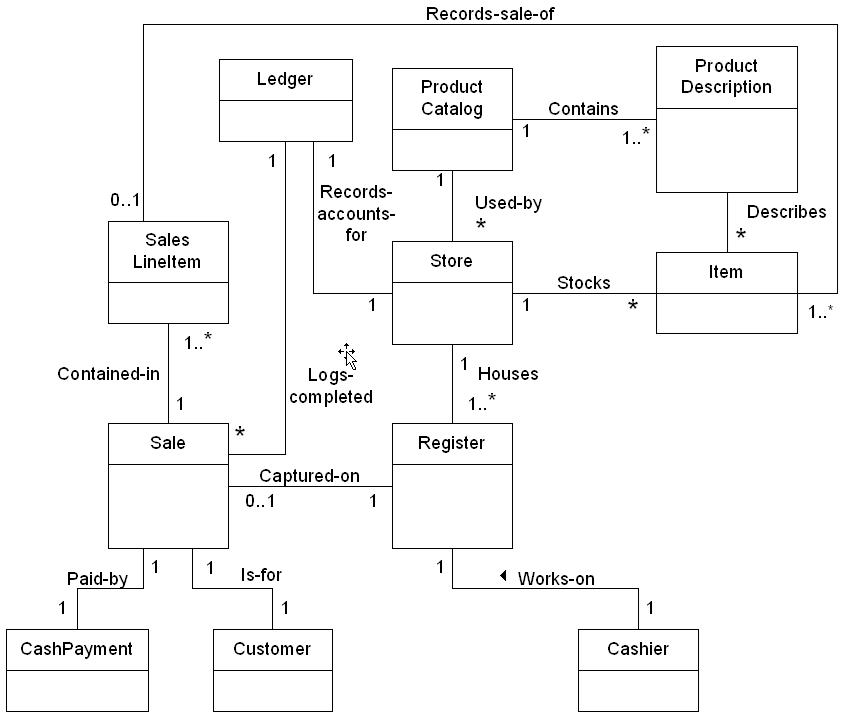 Records-sale-of
Ledger
Product
Catalog
Product
Description
Contains
1
1..*
1
1
1
Records-
accounts-
for
0..1
Used-by
*
Describes
*
Sales
LineItem
Store
Item
Stocks
1
1
*
1..*
1..*
Contained-in
1
Logs-
completed
1
Houses
1..*
Sale
*
Register
Captured-on
0..1
1
Paid-by
1
1
Is-for
1
Works-on
1
1
1
CashPayment
Customer
Cashier